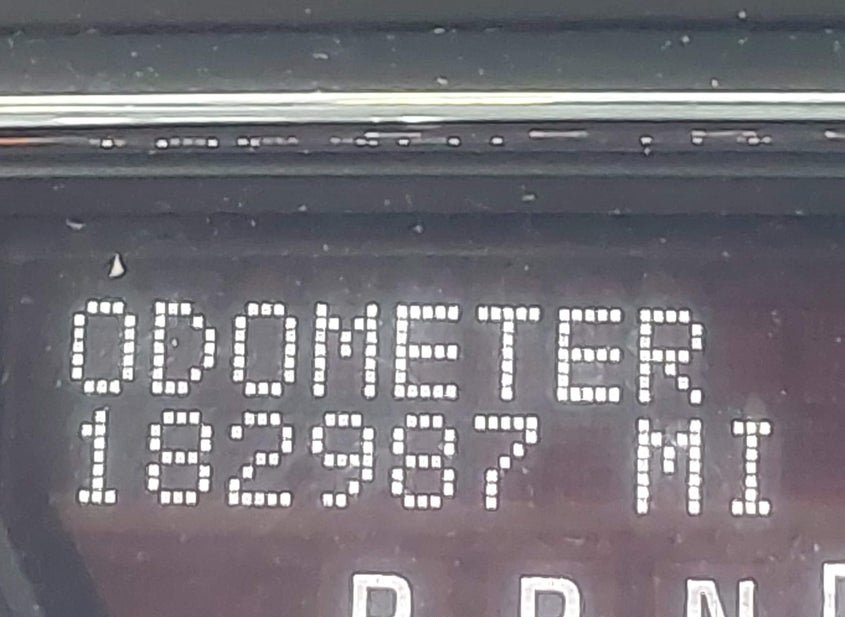 ODOMETER
182987 MI
P R N